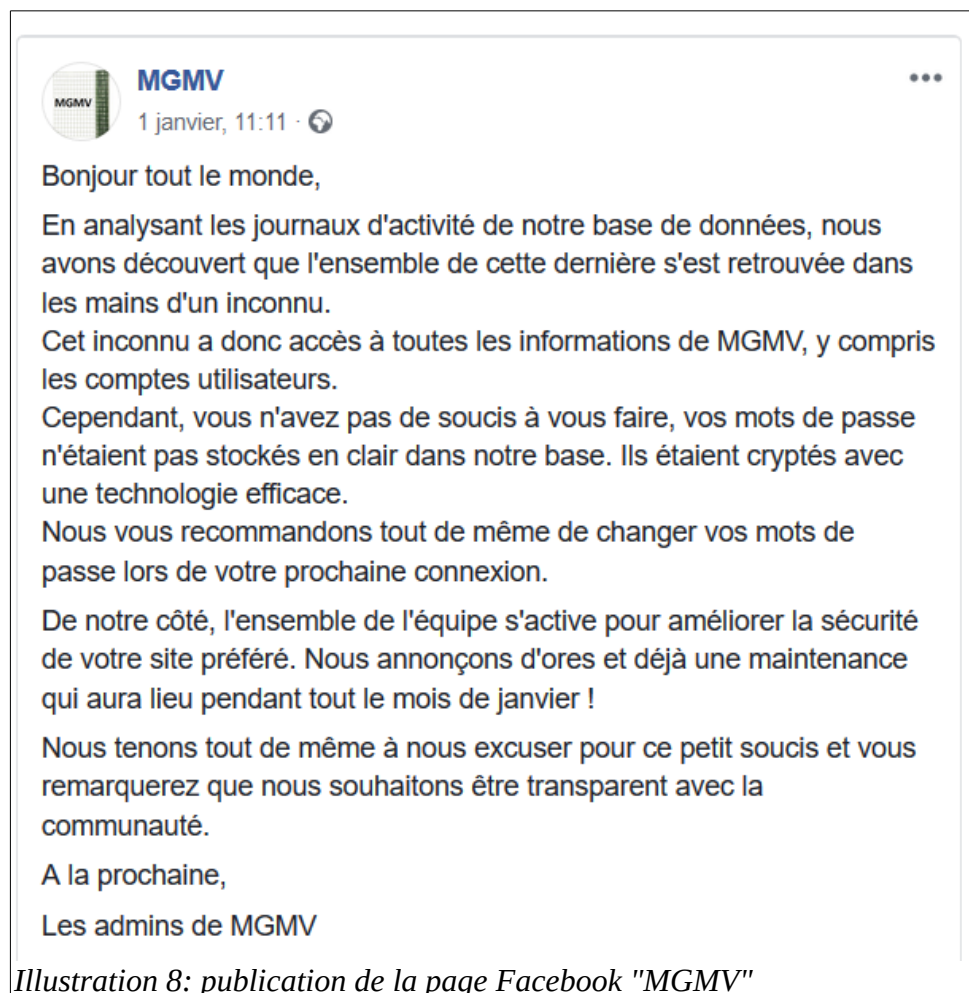 MGMV
MGMV
1 janvier, 11:11 ·
Bonjour tout le monde,
En analysant les journaux d'activité de notre base de données, nous
avons découvert que l'ensemble de cette dernière s'est retrouvée dans
les mains d'un inconnu.
Cet inconnu a donc accès à toutes les informations de MGMV, y compris
les comptes utilisateurs.
Cependant, vous n'avez pas de soucis à vous faire, vos mots de passe
n'étaient pas stockés en clair dans notre base. Ils étaient cryptés avec
une technologie efficace.
Nous vous recommandons tout de même de changer vos mots de
passe lors de votre prochaine connexion.
De notre côté, l'ensemble de l'équipe s'active pour améliorer la sécurité
de votre site préféré. Nous annonçons d'ores et déjà une maintenance
qui aura lieu pendant tout le mois de janvier !
Nous tenons tout de même à nous excuser pour ce petit soucis et vous
remarquerez que nous souhaitons être transparent avec la
communauté.
A la prochaine,
Les admins de MGMV
Illustration 8: publication de la page Facebook "MGMV"